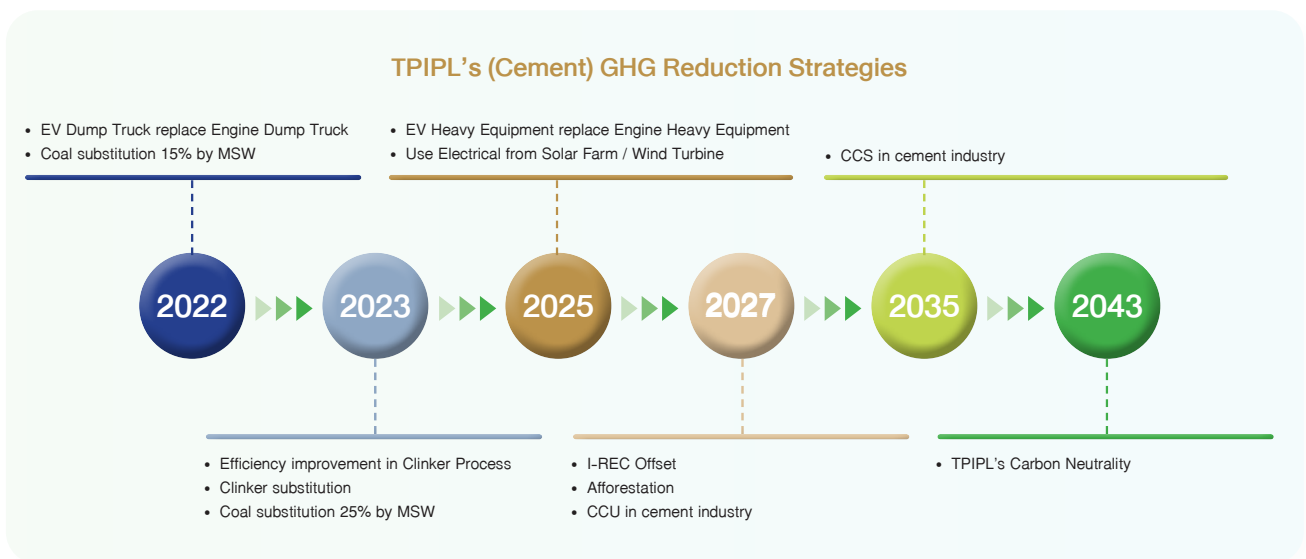 TPIPL's (Cement) GHG Reduction Strategies
• EV Dump Truck replace Engine Dump Truck
• Coal substitution 15% by MSW
• EV Heavy Equipment replace Engine Heavy Equipment
• Use Electrical from Solar Farm / Wind Turbine
• CCS in cement industry
2022
2023
2025
2027
2035
2043
• Efficiency improvement in Clinker Process
• Clinker substitution
• Coal substitution 25% by MSW
• I-REC Offset
• Afforestation
• CCU in cement industry
• TPIPL's Carbon Neutrality